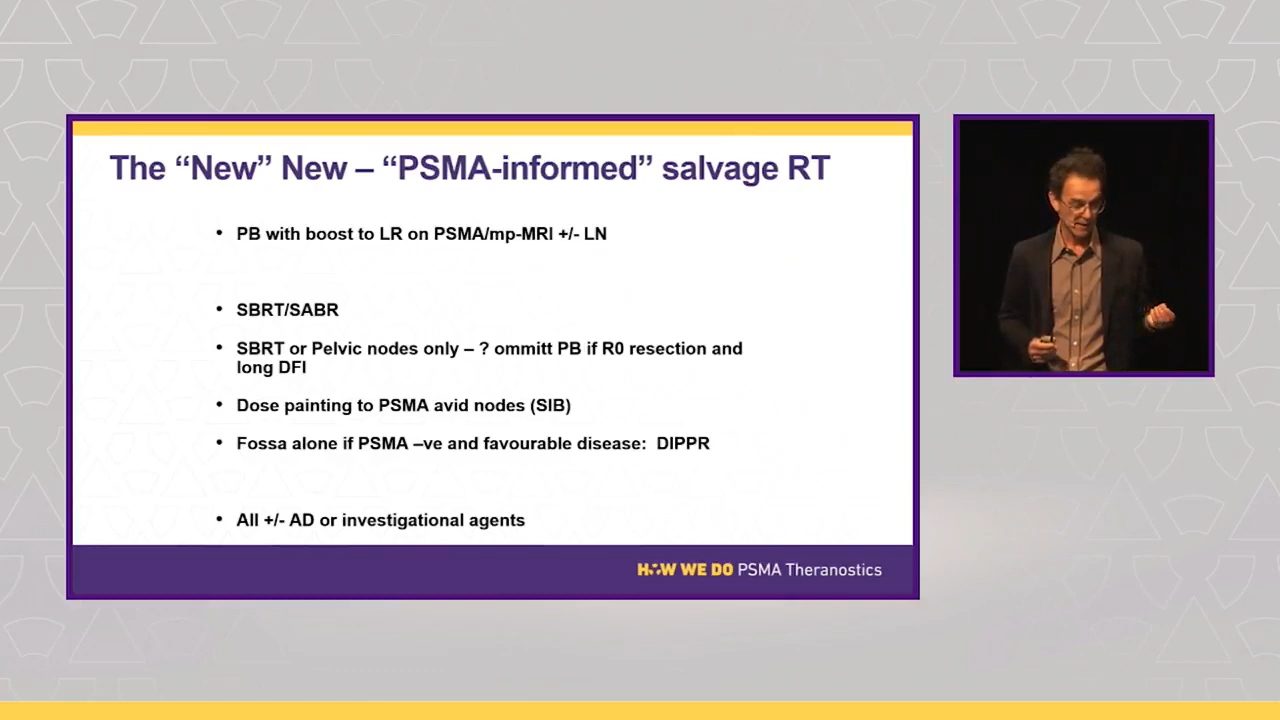 The “New” New – “PSMA-informed” salvage RT
• PB with boost to LR on PSMA/mp-MRI +/- LN
• SBRT/SABR
• SBRT or Pelvic nodes only – ? ommitt PB if R0 resection and
long DFI
• Dose painting to PSMA avid nodes (SIB)
• Fossa alone if PSMA –ve and favourable disease: DIPPR
• All +/- AD or investigational agents
HOW WE DO PSMA Theranostics